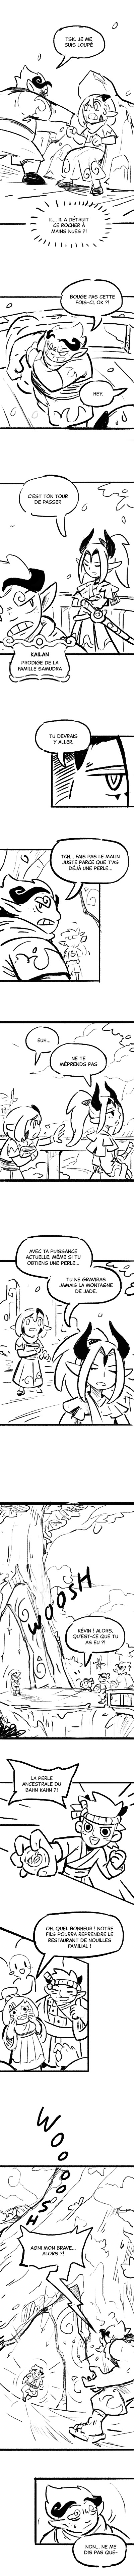 TSK, JE ME
SUIS LOUPÉ
IL... IL A DÉTRUIT
CE ROCHER À
MAINS NUES ?!
BOUGE PAS CETTE
FOIS-CI, OK ?!
HEY.
C'EST TON TOUR
DE PASSER
KAILAN
PRODIGE DE LA
FAMILLE SAMUDRA
TU DEVRAIS
Y ALLER.
TCH... FAIS PAS LE MALIN
JUSTE PARCE QUE T'AS
DÉJÀ UNE PERLE...
EUH...
NE TE
MÉPRENDS PAS
AVEC TA PUISSANCE
ACTUELLE, MÊME SI TU
OBTIENS UNE PERLE...
TU NE GRAVIRAS
JAMAIS LA MONTAGNE
DE JADE.
WOOSH
KÉVIN ! ALORS,
QU'EST-CE QUE TU
AS EU ?!
LA PERLE
ANCESTRALE DU
BAHN KAHN ?!
OH, QUEL BONHEUR ! NOTRE
FILS POURRA REPRENDRE LE
RESTAURANT DE NOUILLES
FAMILIAL !
WOOOOSH
AGNI MON BRAVE...
ALORS ?!
NON... NE ME
DIS PAS QUE-